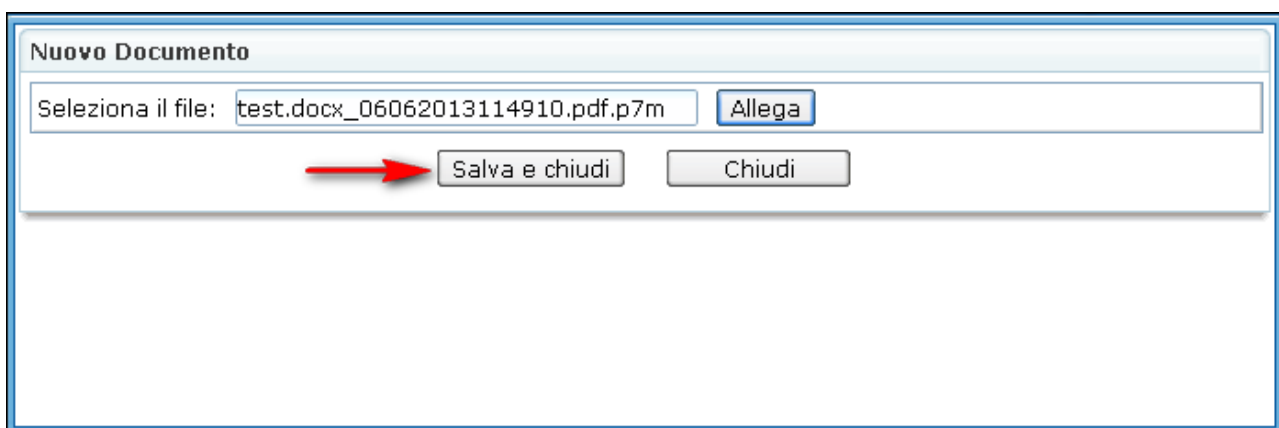 Nuovo Documento
Seleziona il file: test.docx_06062013114910.pdf.p7m Allega
Salva e chiudi Chiudi